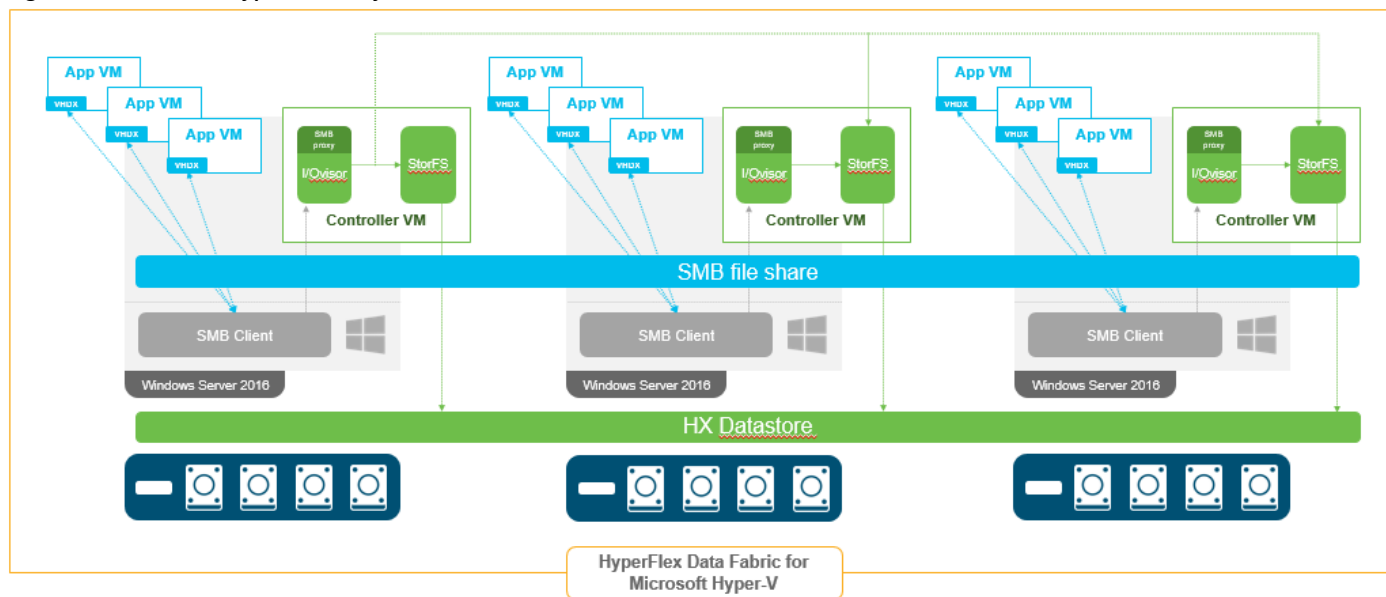 App VM
VHDX
App VM
VHDX
App VM
VHDX
SMB
proxy
I/Ovisor
StorFS
Controller VM
App VM
VHDX
App VM
VHDX
App VM
VHDX
SMB
proxy
I/Ovisor
StorFS
Controller VM
App VM
VHDX
App VM
VHDX
App VM
VHDX
SMB
proxy
I/Ovisor
StorFS
Controller VM
SMB file share
SMB Client
SMB Client
SMB Client
Windows Server 2016
Windows Server 2016
Windows Server 2016
HX Datastore
HyperFlex Data Fabric for
Microsoft Hyper-V